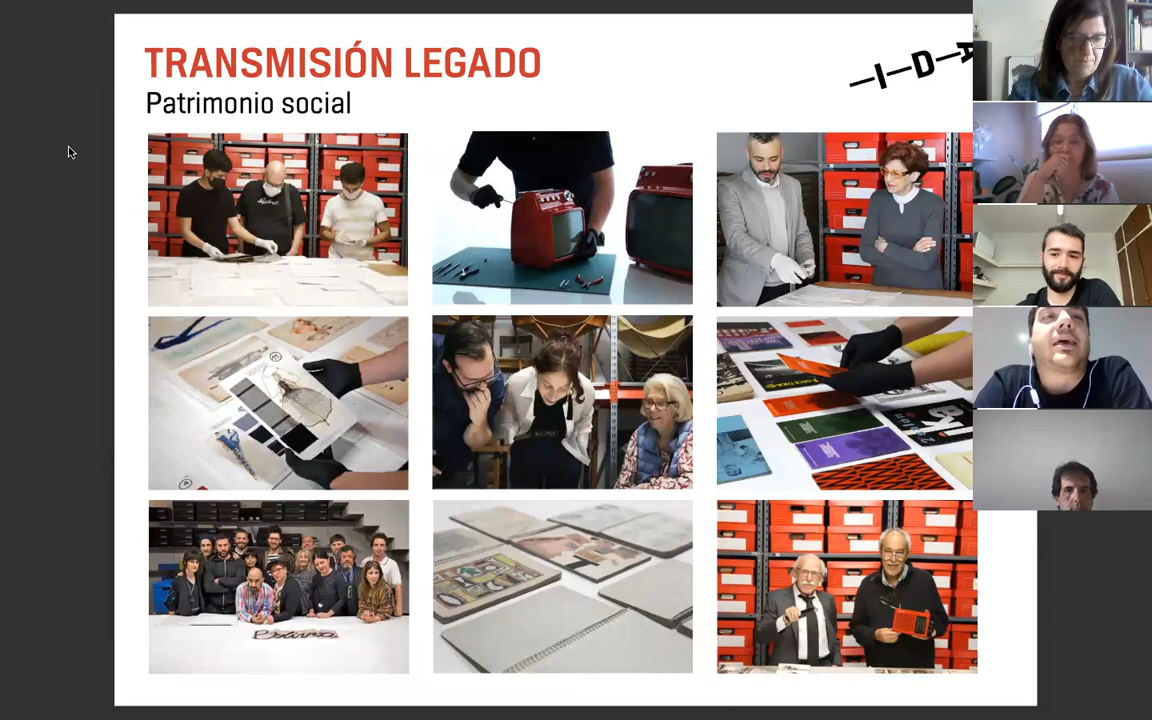 TRANSMISIÓN LEGADO
—I—D—A
Patrimonio social